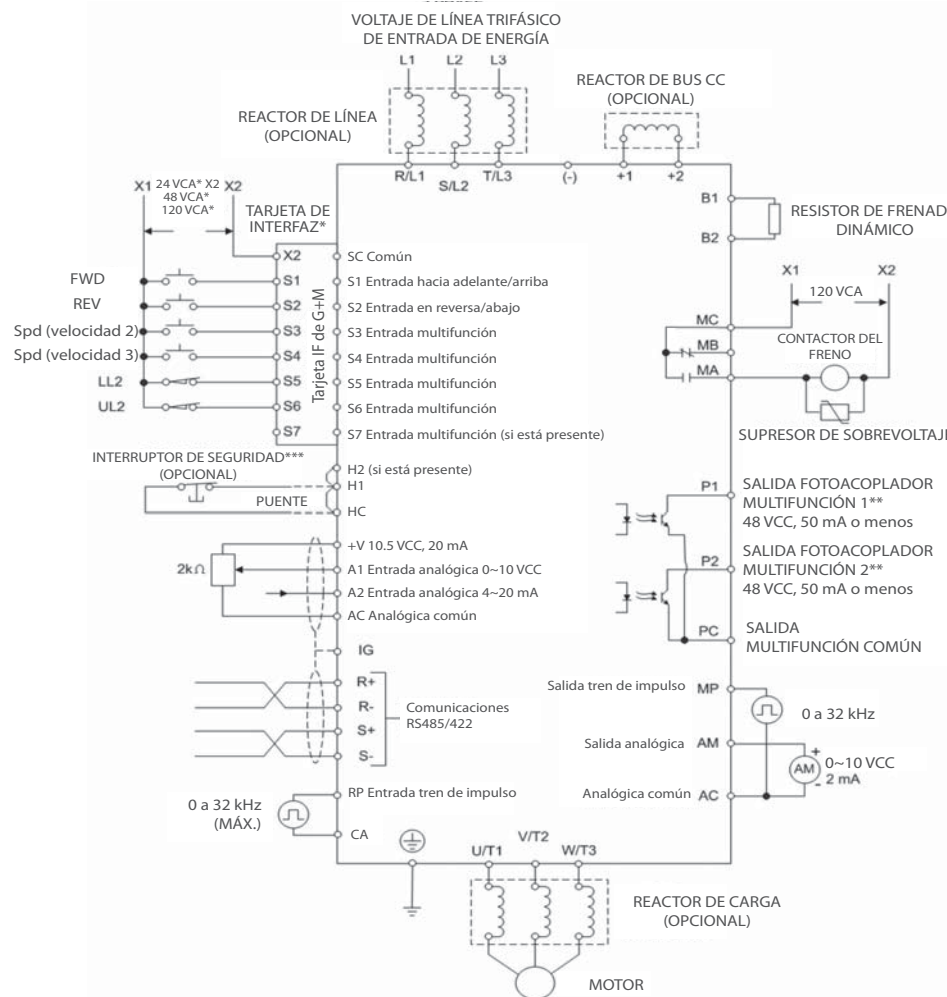 VOLTAJE DE LÍNEA TRIFÁSICO
DE ENTRADA DE ENERGÍA
L1 L2 L3
REACTOR DE LÍNEA
(OPCIONAL)
REACTOR DE BUS CC
(OPCIONAL)
R/L1 S/L2 T/L3 (-) +1 +2
X1 24 VCA* X2 X2
48 VCA*
120 VCA*
TARJETA DE
INTERFAZ*
B1
B2
RESISTOR DE FRENAD
DINÁMICO
X2 SC Común
FWD S1 S1 Entrada hacia adelante/arriba
REV S2 S2 Entrada en reversa/abajo
Spd (velocidad 2) S3 S3 Entrada multifunción
Spd (velocidad 3) S4 S4 Entrada multifunción
LL2 S5 S5 Entrada multifunción
UL2 S6 S6 Entrada multifunción
S7 S7 Entrada multifunción (si está presente)
Tarjeta IF de G+M
X1 X2
120 VCA
MC
MB
MA
CONTACTOR DEL
FRENO
SUPRESOR DE SOBREVOLTAJE
INTERRUPTOR DE SEGURIDAD***
(OPCIONAL)
PUENTE
H2 (si está presente)
H1
HC
P1
SALIDA FOTOACOPLADOR
MULTIFUNCIÓN 1**
48 VCC, 50 mA o menos
2kΩ
+V 10.5 VCC, 20 mA
A1 Entrada analógica 0~10 VCC
A2 Entrada analógica 4~20 mA
AC Analógica común
P2
SALIDA FOTOACOPLADOR
MULTIFUNCIÓN 2**
48 VCC, 50 mA o menos
PC
SALIDA
MULTIFUNCIÓN COMÚN
IG
R+
R-
S+
S-
Comunicaciones
RS485/422
Salida tren de impulso MP
0 a 32 kHz
Salida analógica AM
AM
+
-
0~10 VCC
2 mA
Analógica común AC
0 a 32 kHz
(MÁX.)
RP Entrada tren de impulso
CA
U/T1 V/T2 W/T3
REACTOR DE CARGA
(OPCIONAL)
MOTOR